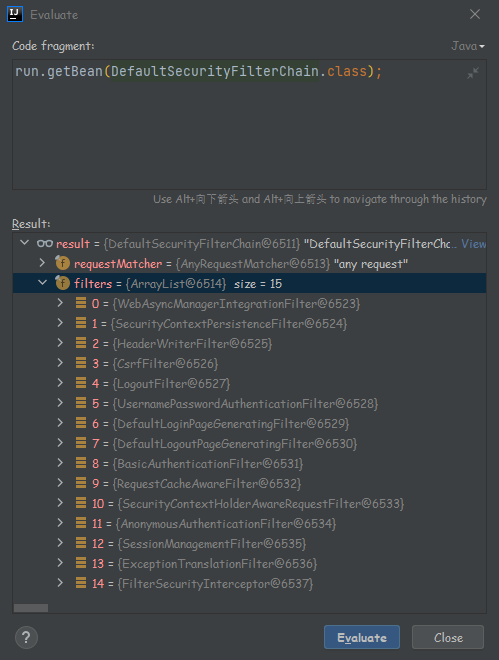 IJ Evaluate
Code fragment: Java
run.getBean(DefaultSecurityFilterChain.class);
Use Alt+向下箭头 and Alt+向上箭头 to navigate through the history
Result:
result = {DefaultSecurityFilterChain@6511} "DefaultSecurityFilterChc... View
requestMatcher = {AnyRequestMatcher@6513} "any request"
f filters = {ArrayList@6514} size = 15
0 = {WebAsyncManagerIntegrationFilter@6523}
1 = {SecurityContextPersistenceFilter@6524}
2 = {HeaderWriterFilter@6525}
3 = {CsrfFilter@6526}
4 = {LogoutFilter@6527}
5 = {UsernamePasswordAuthenticationFilter@6528}
6 = {DefaultLoginPageGeneratingFilter@6529}
7 = {DefaultLogoutPageGeneratingFilter@6530}
8 = {BasicAuthenticationFilter@6531}
9 = {RequestCacheAwareFilter@6532}
10 = {SecurityContextHolderAwareRequestFilter@6533}
11 = {AnonymousAuthenticationFilter@6534}
12 = {SessionManagementFilter@6535}
13 = {ExceptionTranslationFilter@6536}
14 = {FilterSecurityInterceptor@6537}
? Evaluate Close